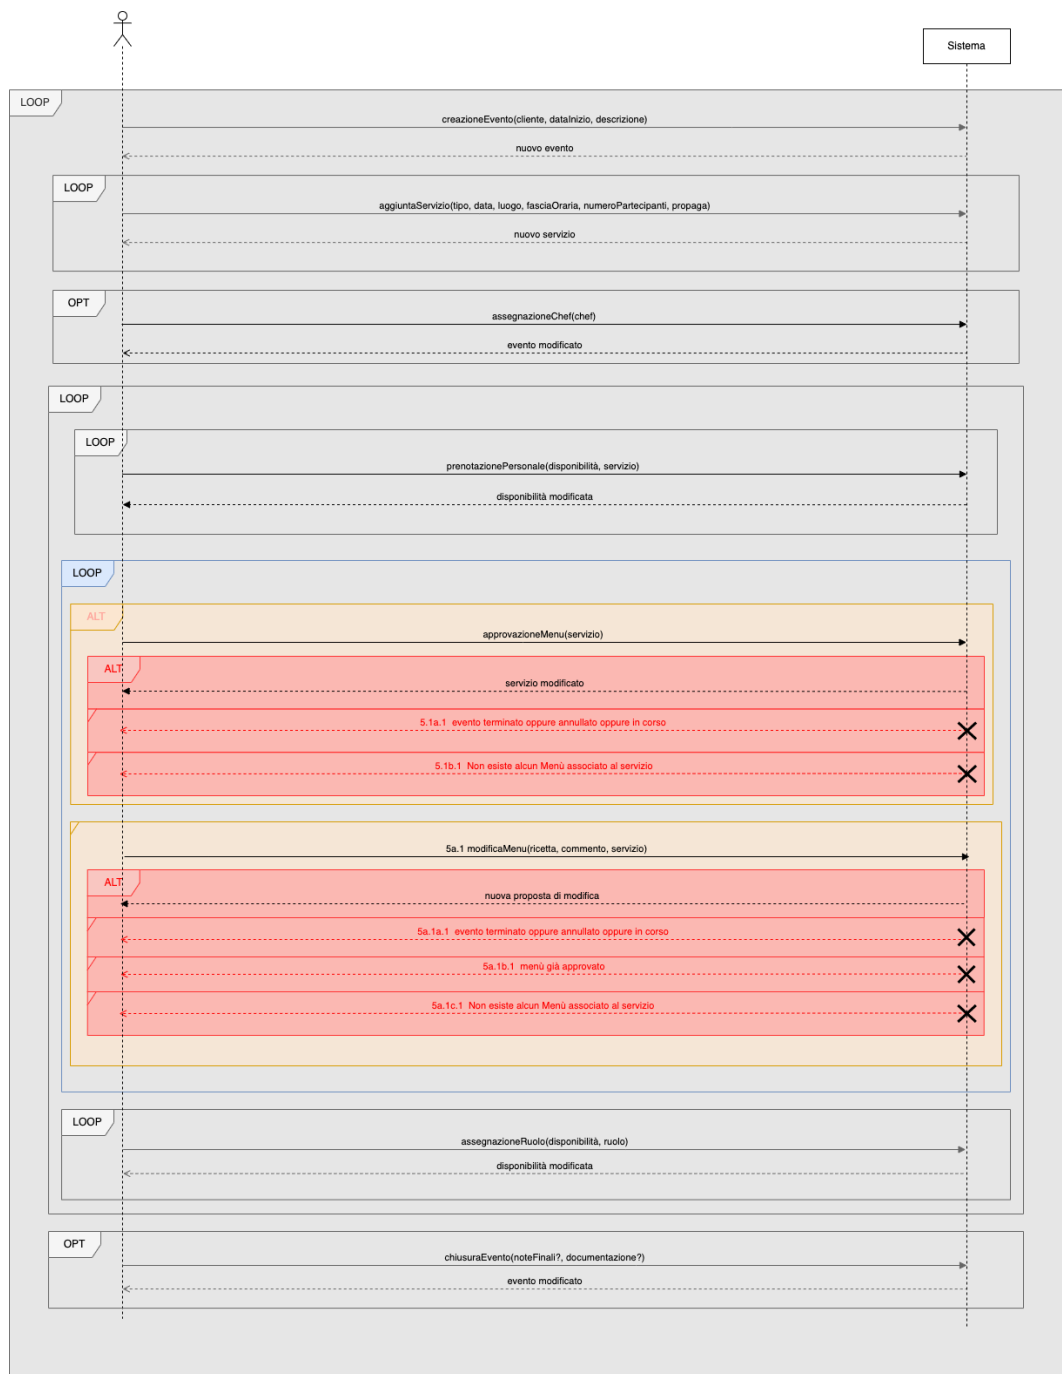 Sistema
LOOP
creazioneEvento(cliente, dataInizio, descrizione)
nuovo evento
LOOP
aggiuntaServizio(tipo, data, luogo, fasciaOraria, numeroPartecipanti, propaga)
nuovo servizio
OPT
assegnazioneChef(chef)
evento modificato
LOOP
LOOP
prenotazionePersonale(disponibilità, servizio)
disponibilità modificata
LOOP
ALT
approvazioneMenu(servizio)
ALT
servizio modificato
5.1a.1 evento terminato oppure annullato oppure in corso
5.1b.1 Non esiste alcun Menù associato al servizio
5a.1 modificaMenu(ricetta, commento, servizio)
ALT
nuova proposta di modifica
5a.1a.1 evento terminato oppure annullato oppure in corso
5a.1b.1 menù già approvato
5a.1c.1 Non esiste alcun Menù associato al servizio
LOOP
assegnazioneRuolo(disponibilità, ruolo)
disponibilità modificata
OPT
chiusuraEvento(noteFinali?, documentazione?)
evento modificato